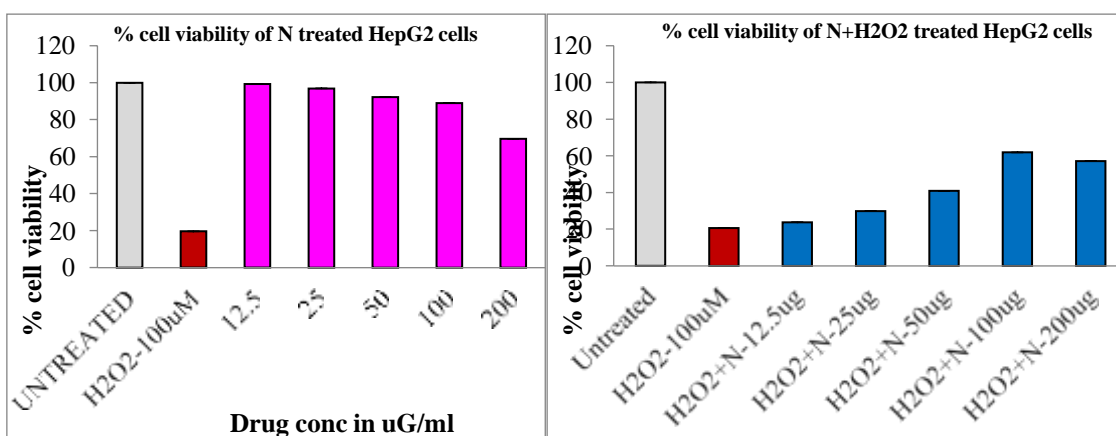 % cell viability of N treated HepG2 cells
% cell viability
120
100
80
60
40
20
0
UNTREATED
H2O2-100uM
12.5
25
50
100
200
Drug conc in uG/ml
% cell viability of N+H2O2 treated HepG2 cells
% cell viability
120
100
80
60
40
20
0
Untreated
H2O2-100uM
H2O2+N-12.5ug
H2O2+N-25ug
H2O2+N-50ug
H2O2+N-100ug
H2O2+N-200ug